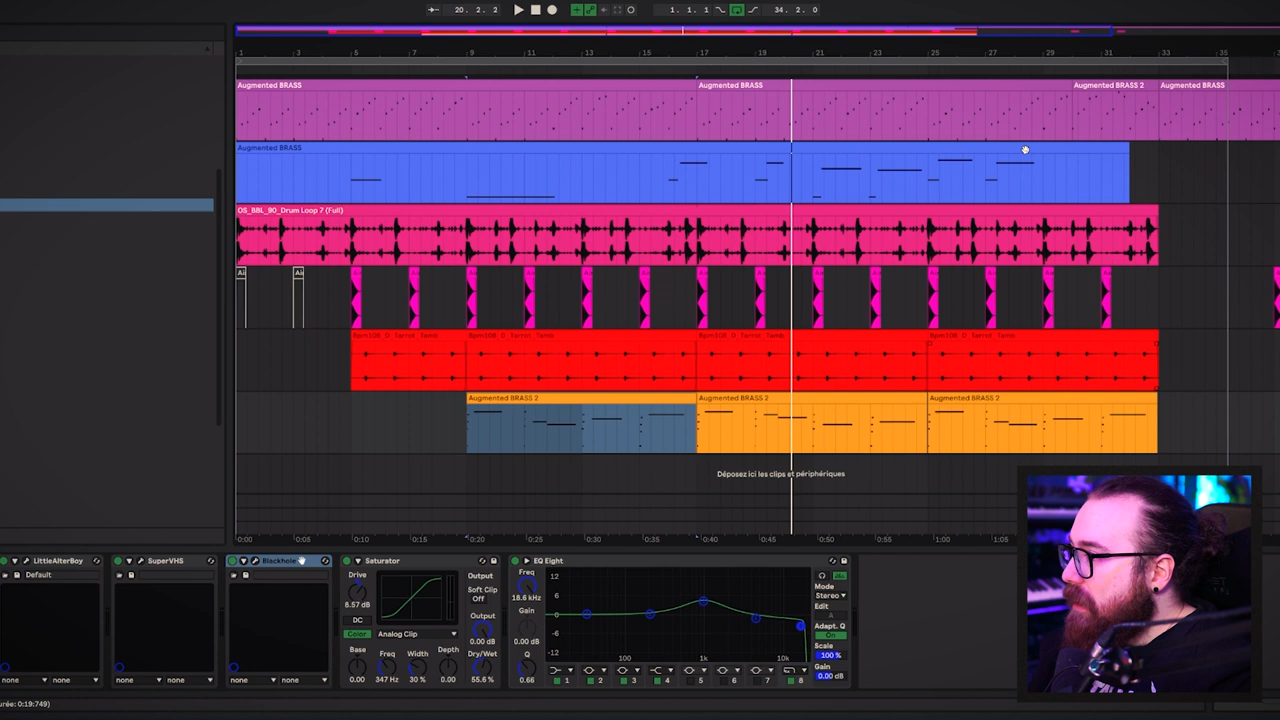 20. 2. 2
1. 1. 1
34. 2. 0
1 3 5 7 9 11 13 15 17 19 21 23 25 27 29 31 33 35
Augmented BRASS
Augmented BRASS
Augmented BRASS 2
Augmented BRASS
Augmented BRASS
OS_BBL_90_Drum Loop 7 (Full)
Augmented BRASS 2
Augmented BRASS 2
Augmented BRASS 2
Déposez ici les clips et périphériques
0:00 0:05 0:10 0:15 0:20 0:25 0:30 0:35 0:40 0:45 0:50 0:55 1:00 1:05
LittleAlterBoy
Default
none none
SuperVHS
none none
Blackhole
none none
Saturator
Drive
8.57 dB
DC
Color
Analog Clip
Base
0.00
Freq
347 Hz
Width
30 %
Depth
0.00
Output
Soft Clip
Off
Output
0.00 dB
Dry/Wet
55.6 %
EQ Eight
Freq
18.6 kHz
Gain
0.00 dB
Q
0.66
12
6
0
-6
-12
100 1k 10k
1 2 3 4 5 6 7 8
Mode
Stereo
Edit
A
Adapt. Q
On
Scale
100 %
Gain
0.00 dB
urée: 0:19:749)